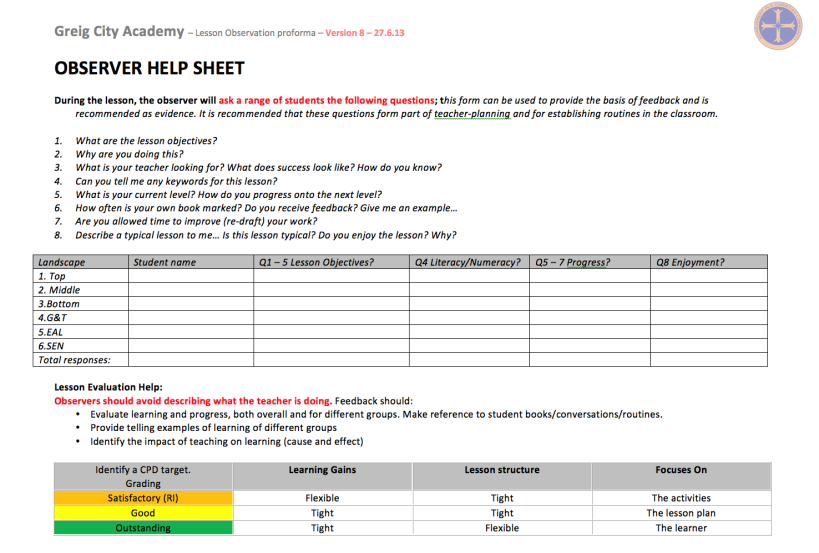 Greig City Academy – Lesson Observation proforma – Version 8 – 27.6.13
OBSERVER HELP SHEET
During the lesson, the observer will ask a range of students the following questions; this form can be used to provide the basis of feedback and is
recommended as evidence. It is recommended that these questions form part of teacher-planning and for establishing routines in the classroom.
1. What are the lesson objectives?
2. Why are you doing this?
3. What is your teacher looking for? What does success look like? How do you know?
4. Can you tell me any keywords for this lesson?
5. What is your current level? How do you progress onto the next level?
6. How often is your own book marked? Do you receive feedback? Give me an example...
7. Are you allowed time to improve (re-draft) your work?
8. Describe a typical lesson to me... Is this lesson typical? Do you enjoy the lesson? Why?
Landscape Student name Q1 – 5 Lesson Objectives? Q4 Literacy/Numeracy? Q5 – 7 Progress? Q8 Enjoyment?
1. Top
2. Middle
3.Bottom
4.G&T
5.EAL
6.SEN
Total responses:
Lesson Evaluation Help:
Observers should avoid describing what the teacher is doing. Feedback should:
• Evaluate learning and progress, both overall and for different groups. Make reference to student books/conversations/routines.
• Provide telling examples of learning of different groups
• Identify the impact of teaching on learning (cause and effect)
Identify a CPD target. Learning Gains Lesson structure Focuses On
Grading
Satisfactory (RI) Flexible Tight The activities
Good Tight Tight The lesson plan
Outstanding Tight Flexible The learner